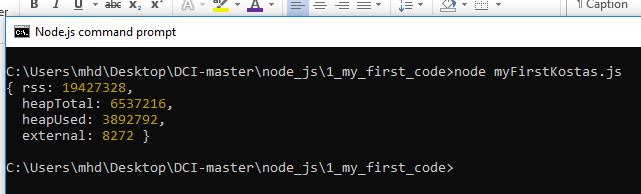 B I U abc X₂ X² A
¶ Caption
Node.js command prompt
C:\Users\mhd\Desktop\DCI-master\node_js\1_my_first_code>node myFirstKostas.js
{ rss: 19427328,
heapTotal: 6537216,
heapUsed: 3892792,
external: 8272 }
C:\Users\mhd\Desktop\DCI-master\node_js\1_my_first_code>